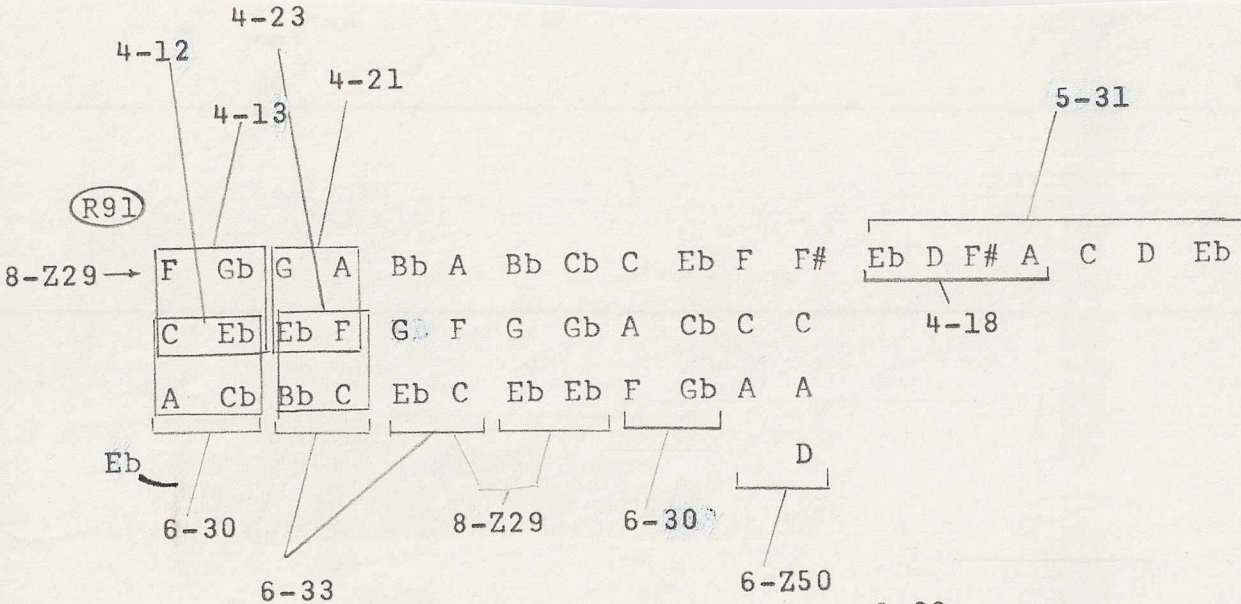 4-23
4-12
4-21
5-31
4-13
R91
8-Z29 F Gb G A Bb A Bb Cb C Eb F F# Eb D F# A C D Eb
C Eb Eb F G F G Gb A Cb C C 4-18
A Cb Bb C Eb C Eb Eb F Gb A A
Eb D
6-30 8-Z29 6-30
6-33 6-Z50